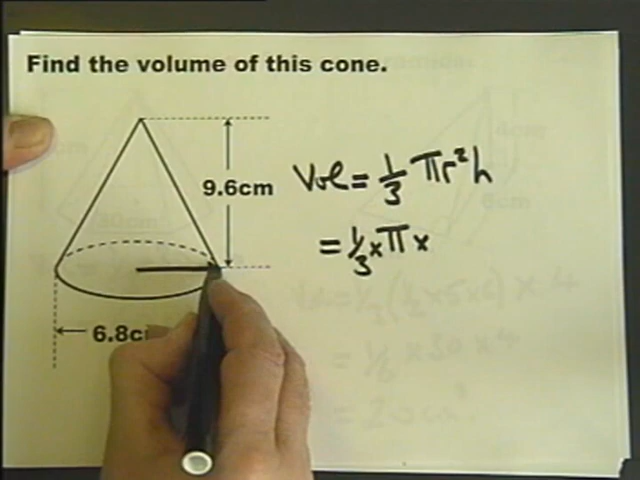 Find the volume of this cone.
9.6cm
Vol = 1/3 πr²h
= 1/3 × π ×
6.8c